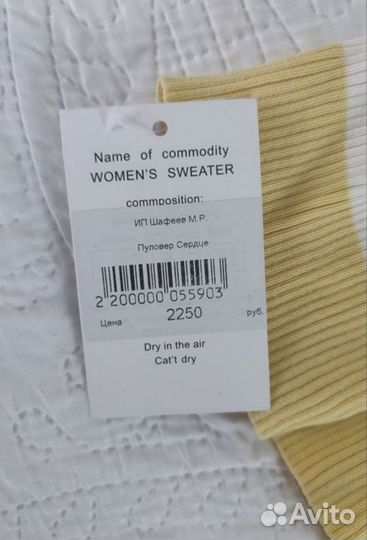 Name of commodity
WOMEN'S SWEATER
commposition:
ИП Шафеев М.Р.
Пуловер Сердце
2 200000 055903
Цена 2250 руб.
Dry in the air
Cat't dry
Avito